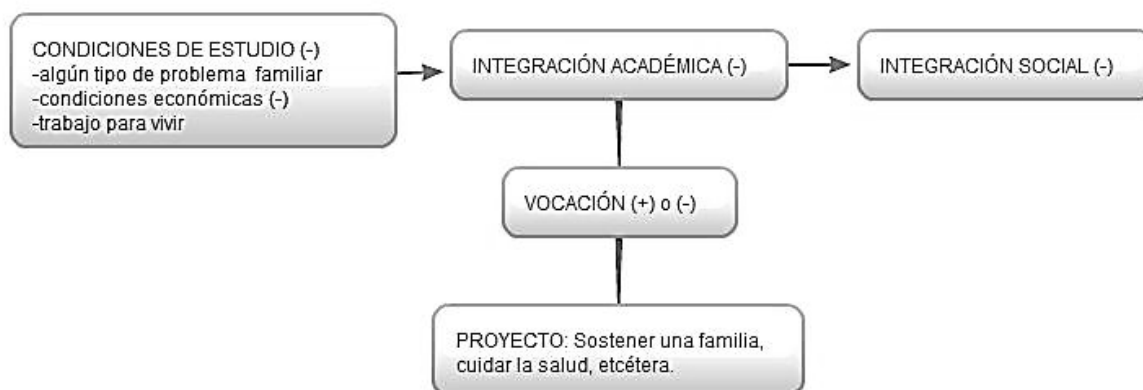 CONDICIONES DE ESTUDIO (-)
-algún tipo de problema familiar
-condiciones económicas (-)
-trabajo para vivir
INTEGRACIÓN ACADÉMICA (-)
INTEGRACIÓN SOCIAL (-)
VOCACIÓN (+) o (-)
PROYECTO: Sostener una familia,
cuidar la salud, etcétera.